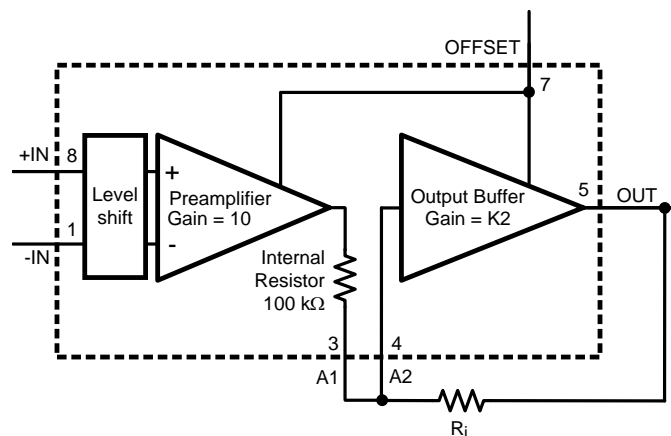 OFFSET
7
+IN
8
Level
shift
+
-
Preamplifier
Gain = 10
Output Buffer
Gain = K2
5
OUT
1
-IN
Internal
Resistor
100 kΩ
3
4
A1
A2
Ri